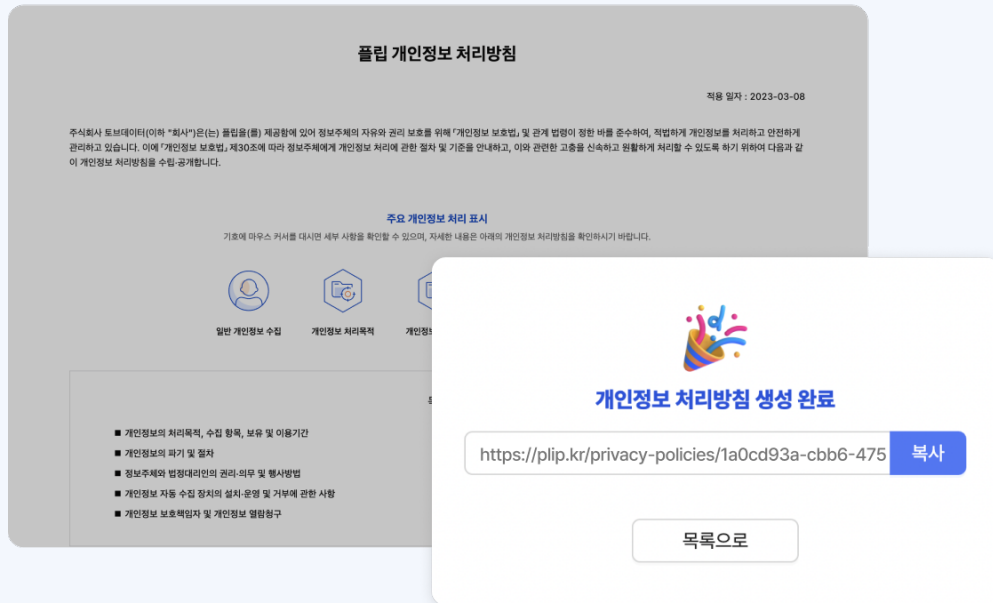 플립 개인정보 처리방침
적용 일자 : 2023-03-08
주식회사 토브데이터(이하 "회사")은(는) 플립을(를) 제공함에 있어 정보주체의 자유와 권리 보호를 위해 「개인정보 보호법」 및 관계 법령이 정한 바를 준수하여, 적법하게 개인정보를 처리하고 안전하게
관리하고 있습니다. 이에 「개인정보 보호법」 제30조에 따라 정보주체에게 개인정보 처리에 관한 절차 및 기준을 안내하고, 이와 관련한 고충을 신속하고 원활하게 처리할 수 있도록 하기 위하여 다음과 같
이 개인정보 처리방침을 수립·공개합니다.
주요 개인정보 처리 표시
기호에 마우스 커서를 대시면 세부 사항을 확인할 수 있으며, 자세한 내용은 아래의 개인정보 처리방침을 확인하시기 바랍니다.
일반 개인정보 수집 개인정보 처리목적
■ 개인정보의 처리목적, 수집 항목, 보유 및 이용기간
■ 개인정보의 파기 및 절차
■ 정보주체와 법정대리인의 권리·의무 및 행사방법
■ 개인정보 자동 수집 장치의 설치·운영 및 거부에 관한 사항
■ 개인정보 보호책임자 및 개인정보 열람청구
개인정보 처리방침 생성 완료
https://plip.kr/privacy-policies/1a0cd93a-cbb6-475 복사
목록으로